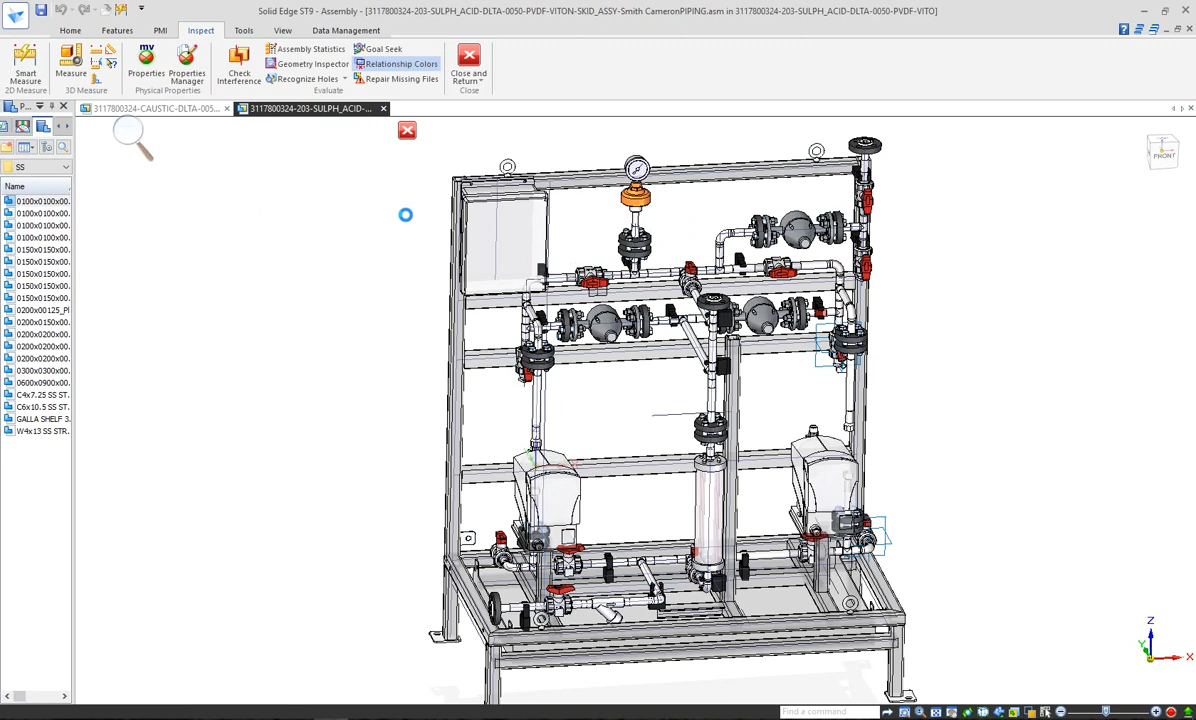 Solid Edge ST9 - Assembly - [3117800324-203-SULPH_ACID-DLTA-0050-PVDF-VITON-SKID_ASSY-Smith CameronPIPING.asm in 3117800324-203-SULPH_ACID-DLTA-0050-PVDF-VITO]
Home Features PMI Inspect Tools View Data Management
Smart Measure
2D Measure
Measure
3D Measure
mv
Properties
Properties Manager
Physical Properties
Check Interference
Assembly Statistics
Geometry Inspector
Recognize Holes
Goal Seek
Relationship Colors
Repair Missing Files
Evaluate
Close and Return
Close
P...
3117800324-CAUSTIC-DLTA-005...
3117800324-203-SULPH_ACID-...
SS
Name
0100x0100x00.
0100x0100x00.
0100x0100x00.
0100x0100x00.
0150x0150x00.
0150x0150x00.
0150x0150x00.
0150x0150x00.
0150x0150x00.
0200x00125_Pl
0200x0150x00.
0200x0200x00.
0200x0200x00.
0200x0200x00.
0300x0300x00.
0600x0900x00.
C4x7.25 SS ST.
C6x10.5 SS ST.
GALLA SHELF 3.
W4x13 SS STR.
FRONT
Z
Y
X
Find a command